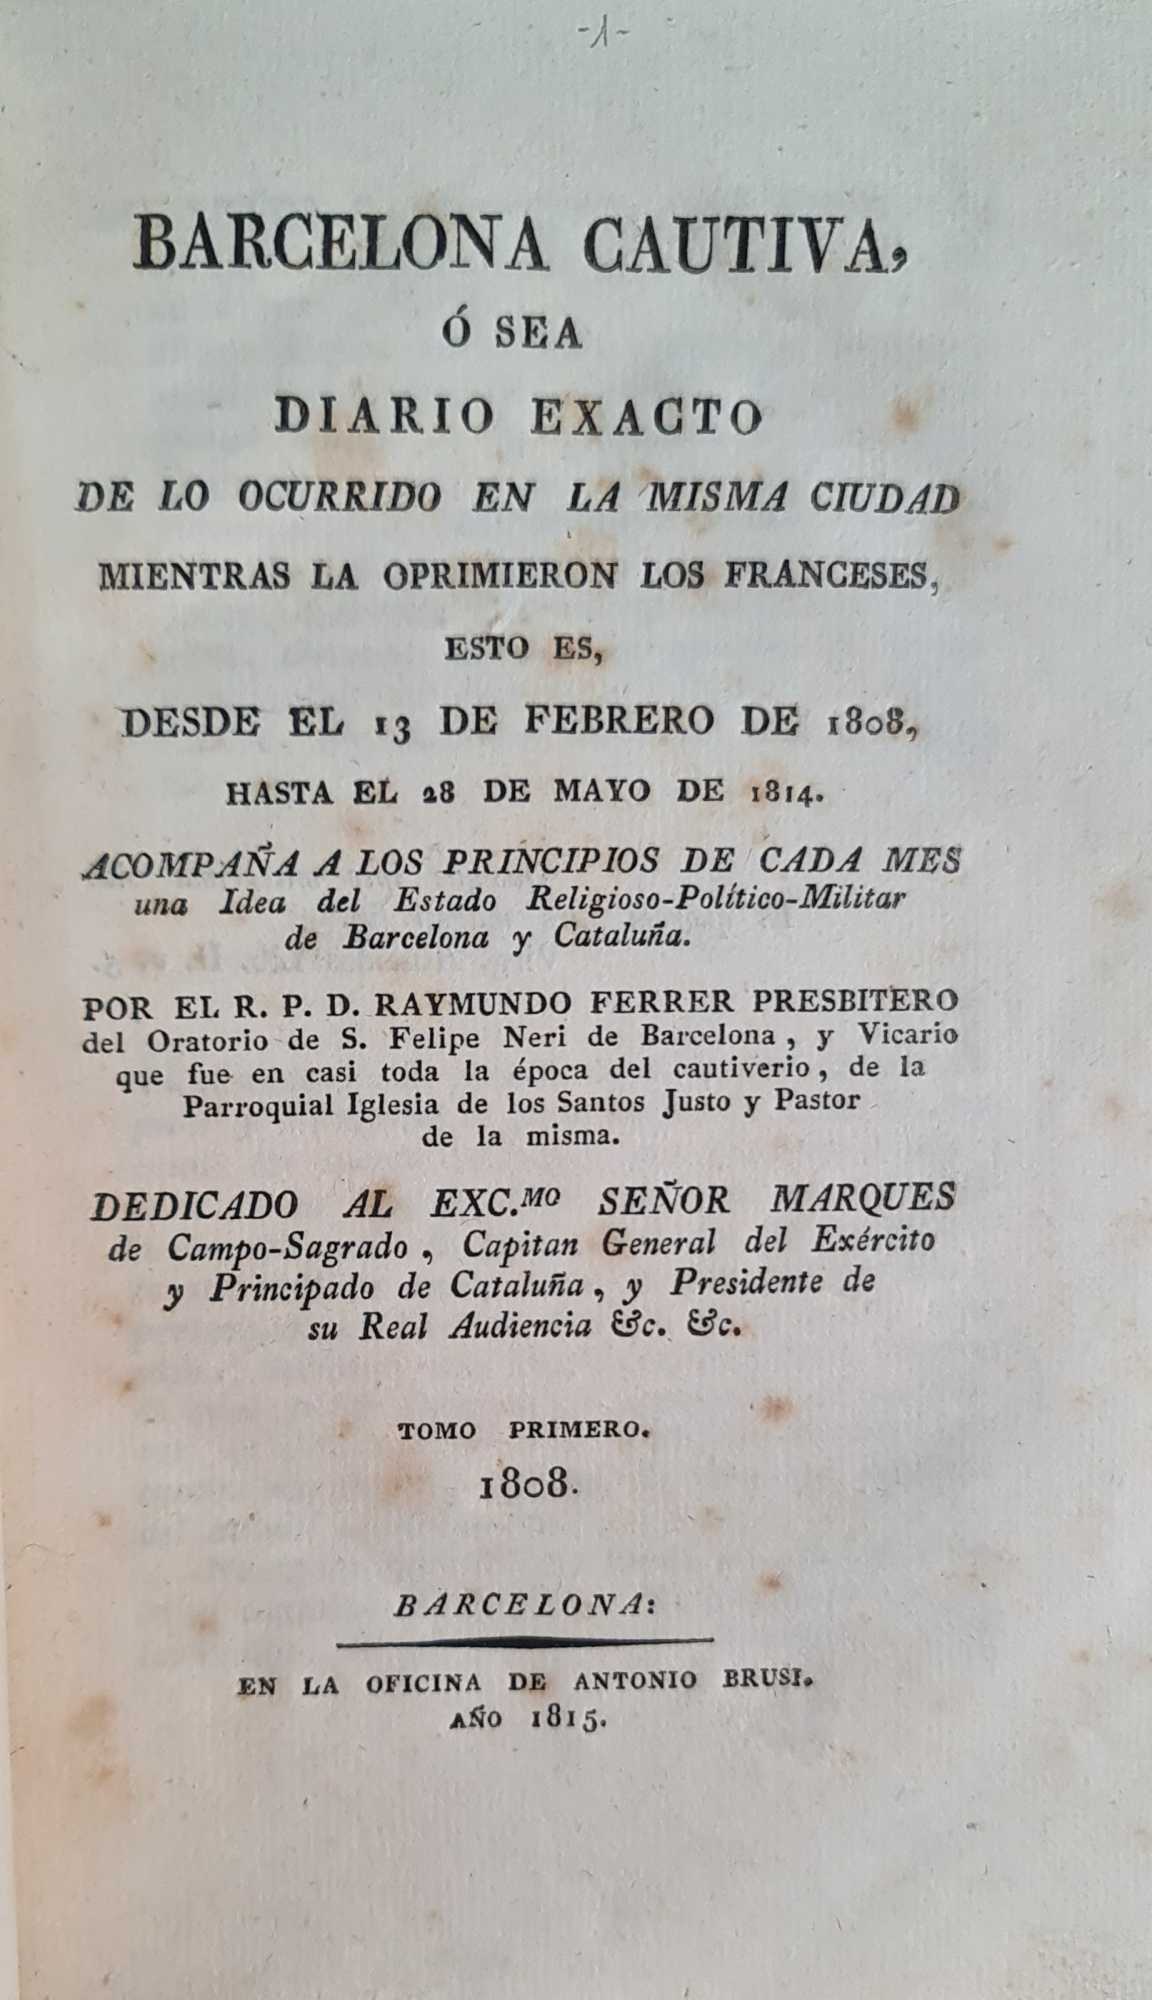 -1-
BARCELONA CAUTIVA,
Ó SEA
DIARIO EXACTO
DE LO OCURRIDO EN LA MISMA CIUDAD
MIENTRAS LA OPRIMIERON LOS FRANCESES,
ESTO ES,
DESDE EL 13 DE FEBRERO DE 1808,
HASTA EL 28 DE MAYO DE 1814.
ACOMPAÑA A LOS PRINCIPIOS DE CADA MES
una Idea del Estado Religioso-Político-Militar
de Barcelona y Cataluña.
POR EL R. P. D. RAYMUNDO FERRER PRESBITERO
del Oratorio de S. Felipe Neri de Barcelona, y Vicario
que fue en casi toda la época del cautiverio, de la
Parroquial Iglesia de los Santos Justo y Pastor
de la misma.
DEDICADO AL EXC.MO SEÑOR MARQUES
de Campo-Sagrado, Capitan General del Exército
y Principado de Cataluña, y Presidente de
su Real Audiencia &c. &c.
TOMO PRIMERO.
1808.
BARCELONA:
EN LA OFICINA DE ANTONIO BRUSI.
AÑO 1815.